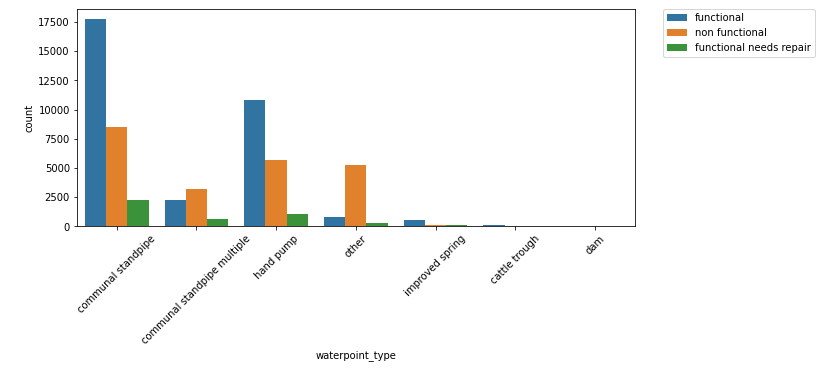 functional
non functional
functional needs repair
17500
15000
12500
10000
7500
5000
2500
0
count
communal standpipe
communal standpipe multiple
hand pump
other
improved spring
cattle trough
dam
waterpoint_type